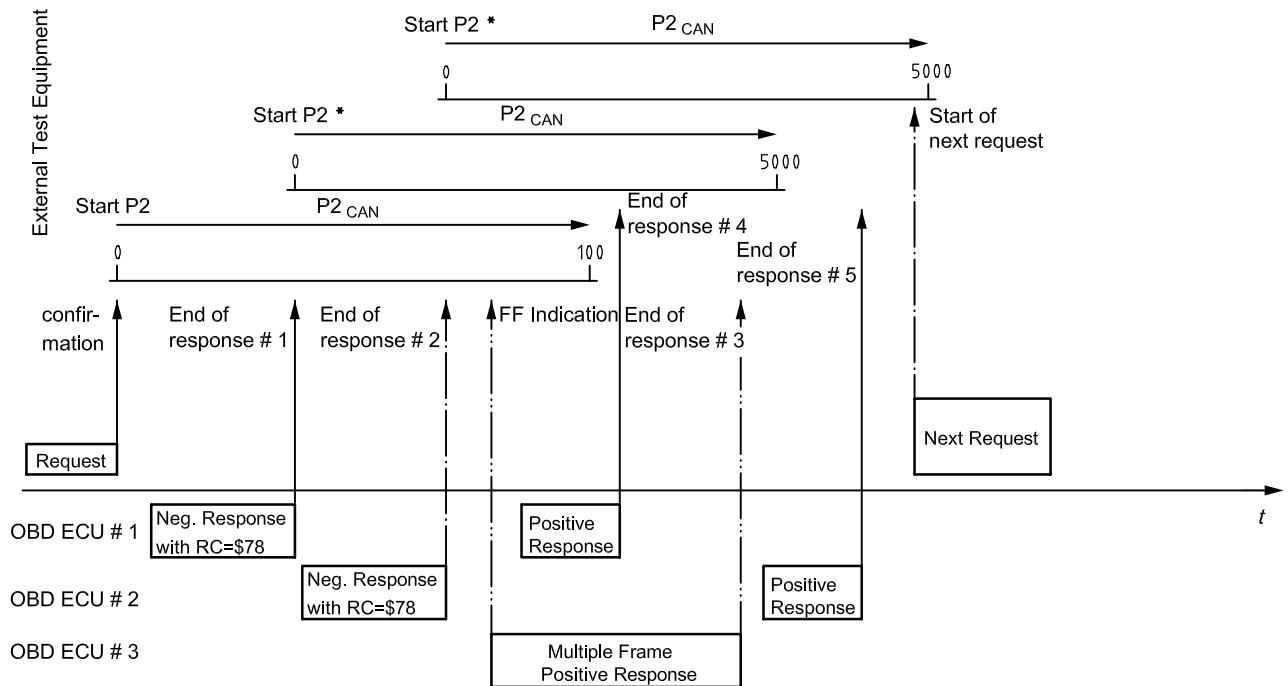 External Test Equipment
Start P2 *
P2 CAN
0
5000
Start of
next request
Start P2 *
P2 CAN
0
5000
Start P2
P2 CAN
0
100
End of
response # 4
End of
response # 5
confir-
mation
End of
response # 1
End of
response # 2
FF Indication
End of
response # 3
Request
Next Request
t
OBD ECU # 1
Neg. Response
with RC=$78
Positive
Response
OBD ECU # 2
Neg. Response
with RC=$78
Positive
Response
OBD ECU # 3
Multiple Frame
Positive Response